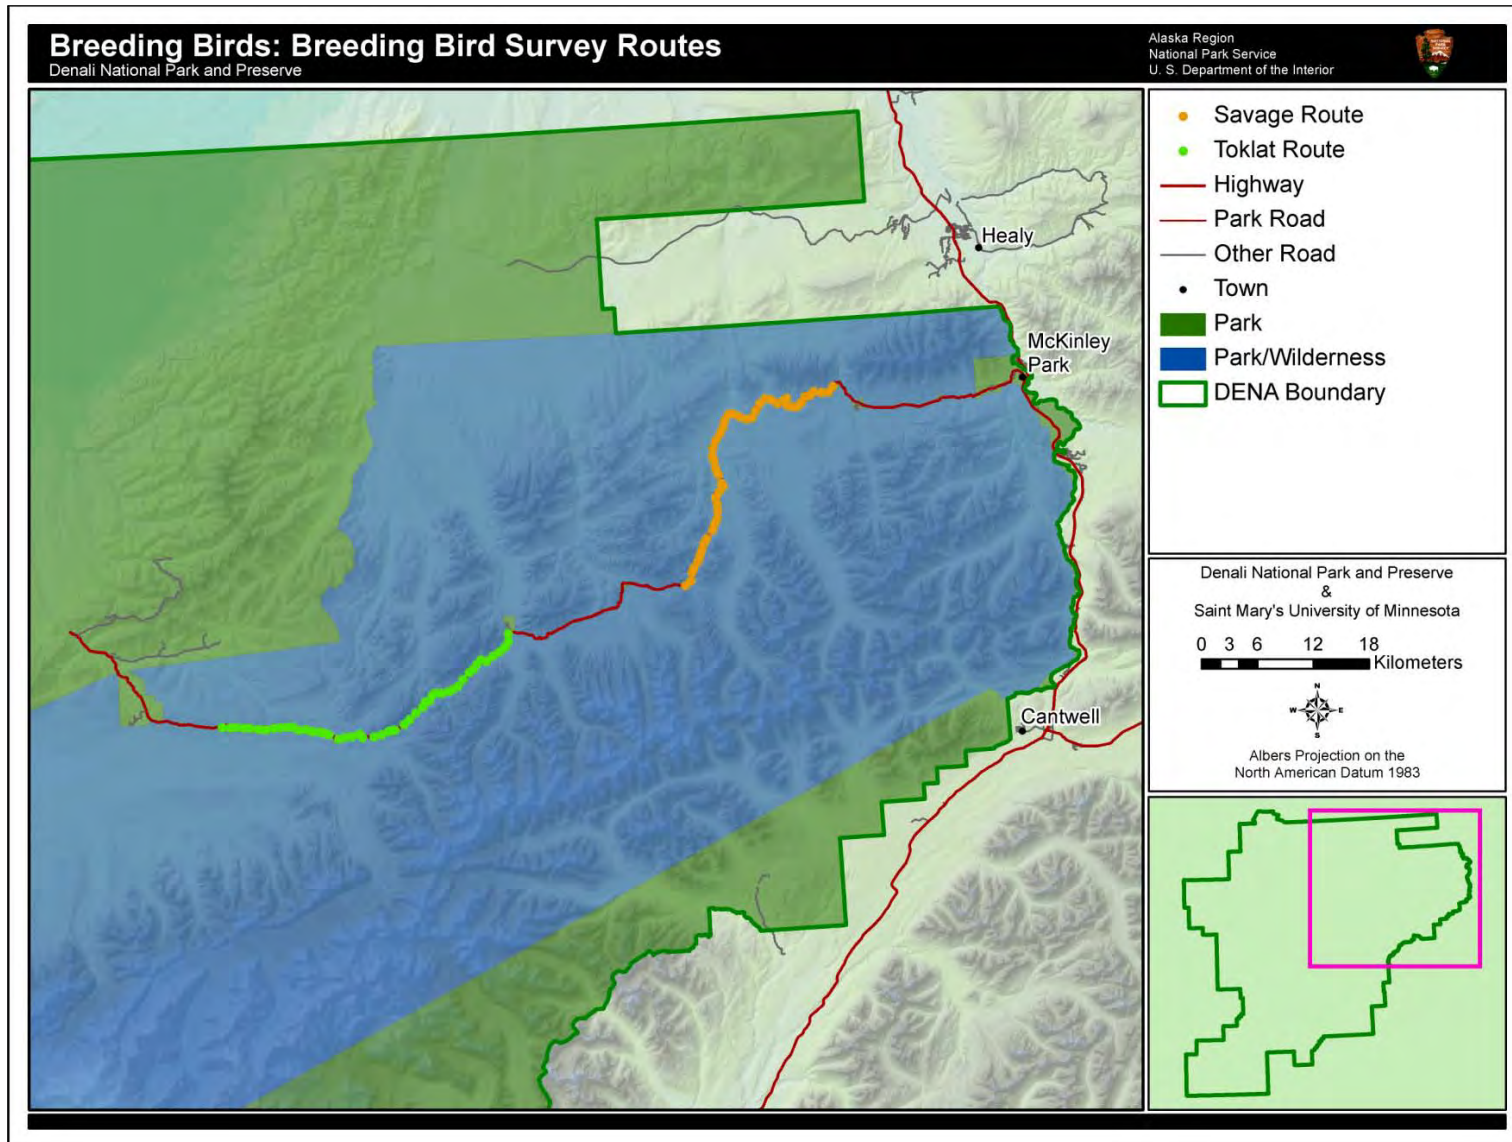 Breeding Birds: Breeding Bird Survey Routes
Denali National Park and Preserve
Alaska Region
National Park Service
U. S. Department of the Interior
Savage Route
Toklat Route
Highway
Park Road
Other Road
Town
Park
Park/Wilderness
DENA Boundary
Healy
McKinley
Park
Cantwell
Denali National Park and Preserve
&
Saint Mary's University of Minnesota
0 3 6 12 18
Kilometers
N
W E
S
Albers Projection on the
North American Datum 1983